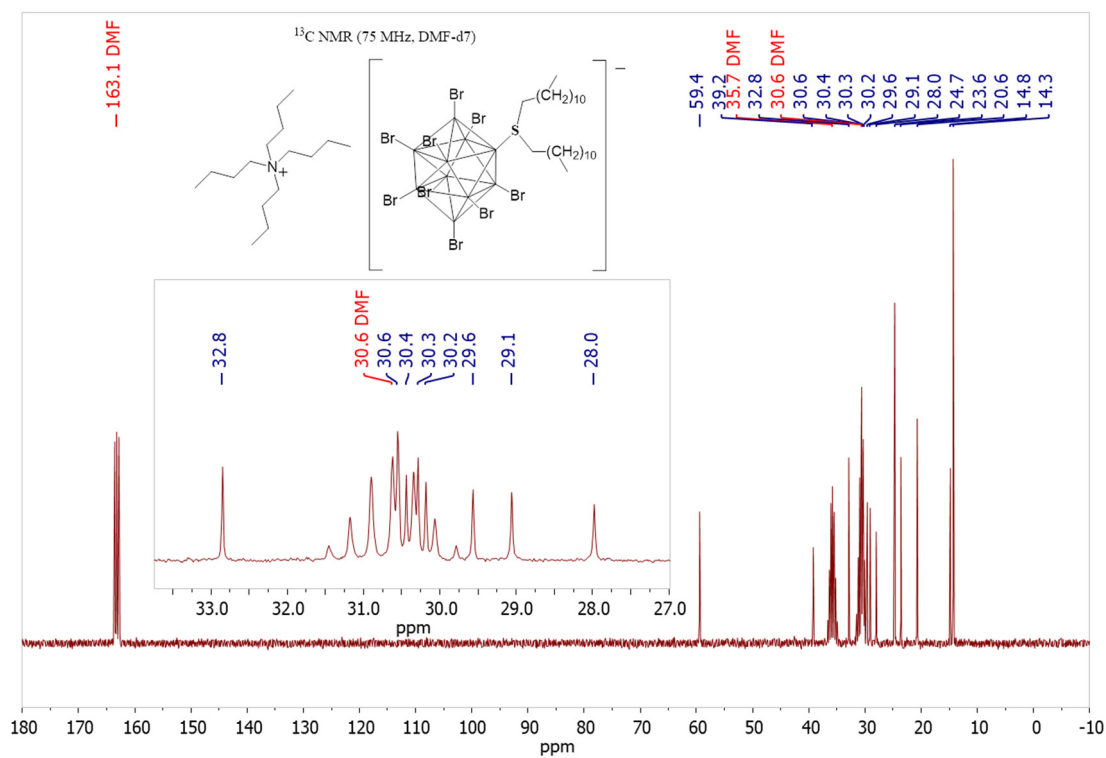 ¹³C NMR (75 MHz, DMF-d7)
– 163.1 DMF
– 59.4
39.2
35.7 DMF
32.8
30.6 DMF
30.6
30.4
30.3
30.2
29.6
29.1
28.0
24.7
23.6
20.6
14.8
14.3
N
+
–
Br
Br
Br
Br
Br
Br
Br
Br
Br
S
(CH₂)₁₀
(CH₂)₁₀
– 32.8
30.6 DMF
30.6
30.4
30.3
30.2
– 29.6
– 29.1
– 28.0
33.0 32.0 31.0 30.0 29.0 28.0 27.0
ppm
180 170 160 150 140 130 120 110 100 90 80 70 60 50 40 30 20 10 0 -10
ppm